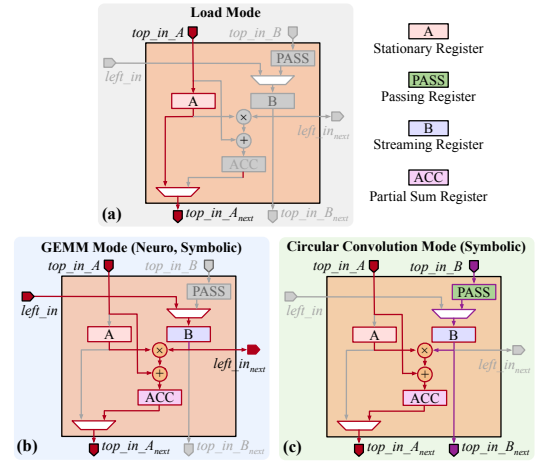 Load Mode
top_in_A
top_in_B
left_in
PASS
A
B
×
+
ACC
left_in_next
(a)
top_in_A_next
top_in_B_next
A
Stationary Register
PASS
Passing Register
B
Streaming Register
ACC
Partial Sum Register
GEMM Mode (Neuro, Symbolic)
top_in_A
top_in_B
left_in
PASS
A
B
×
+
ACC
left_in_next
(b)
top_in_A_next
top_in_B_next
Circular Convolution Mode (Symbolic)
top_in_A
top_in_B
left_in
PASS
A
B
×
+
ACC
left_in_next
(c)
top_in_A_next
top_in_B_next